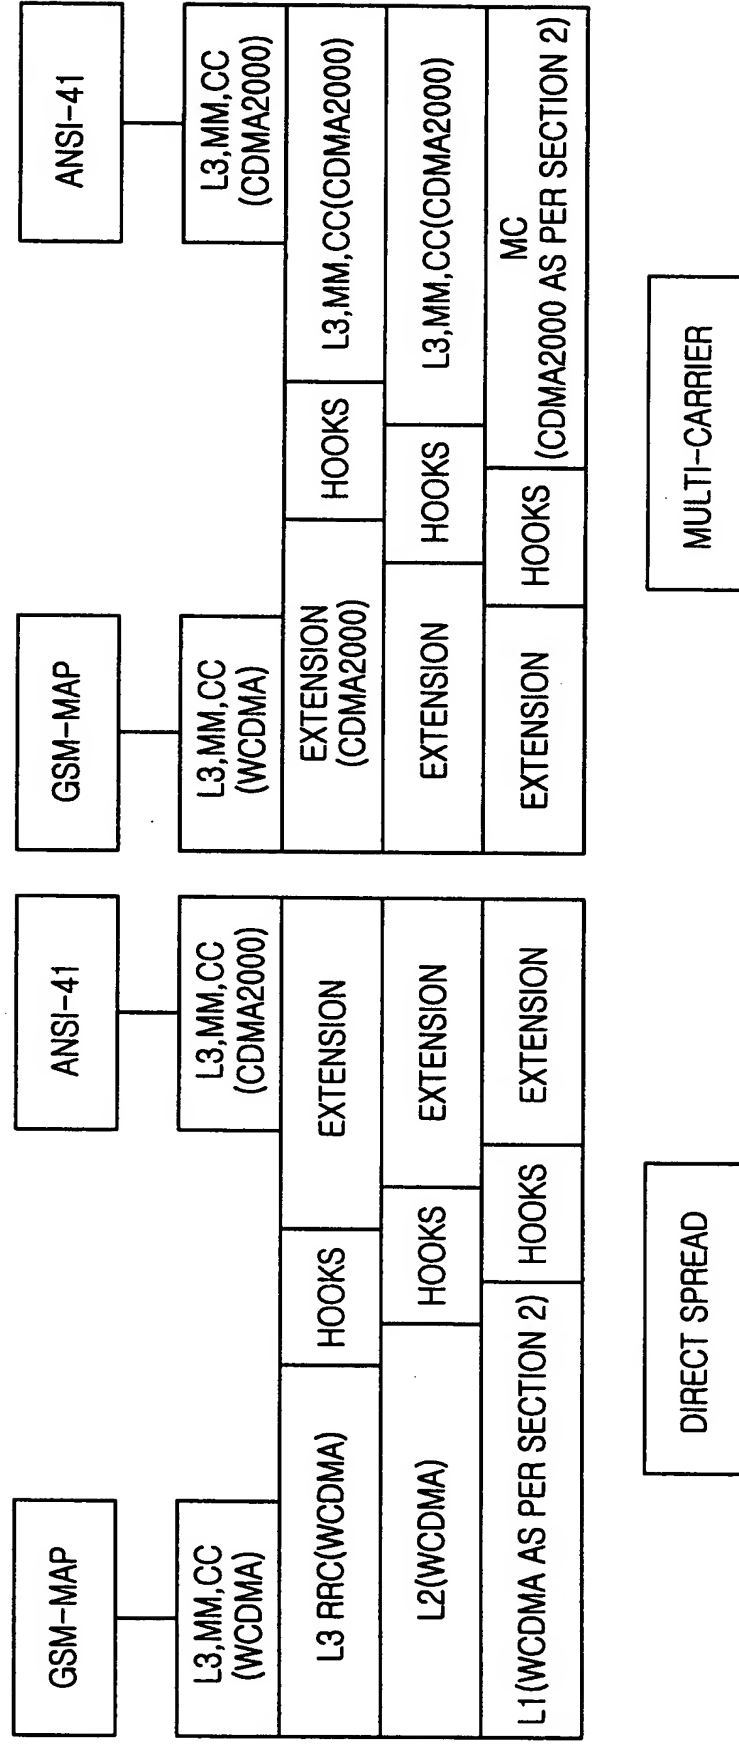 GSM-MAP
ANSI-41
L3,MM,CC
(WCDMA)
L3,MM,CC
(CDMA2000)
L3 RRC(WCDMA)
HOOKS
EXTENSION
L2(WCDMA)
HOOKS
EXTENSION
L1(WCDMA AS PER SECTION 2)
HOOKS
EXTENSION
DIRECT SPREAD
GSM-MAP
ANSI-41
L3,MM,CC
(WCDMA)
L3,MM,CC
(CDMA2000)
EXTENSION
(CDMA2000)
HOOKS
L3,MM,CC(CDMA2000)
EXTENSION
HOOKS
L3,MM,CC(CDMA2000)
EXTENSION
HOOKS
MC
(CDMA2000 AS PER SECTION 2)
MULTI-CARRIER